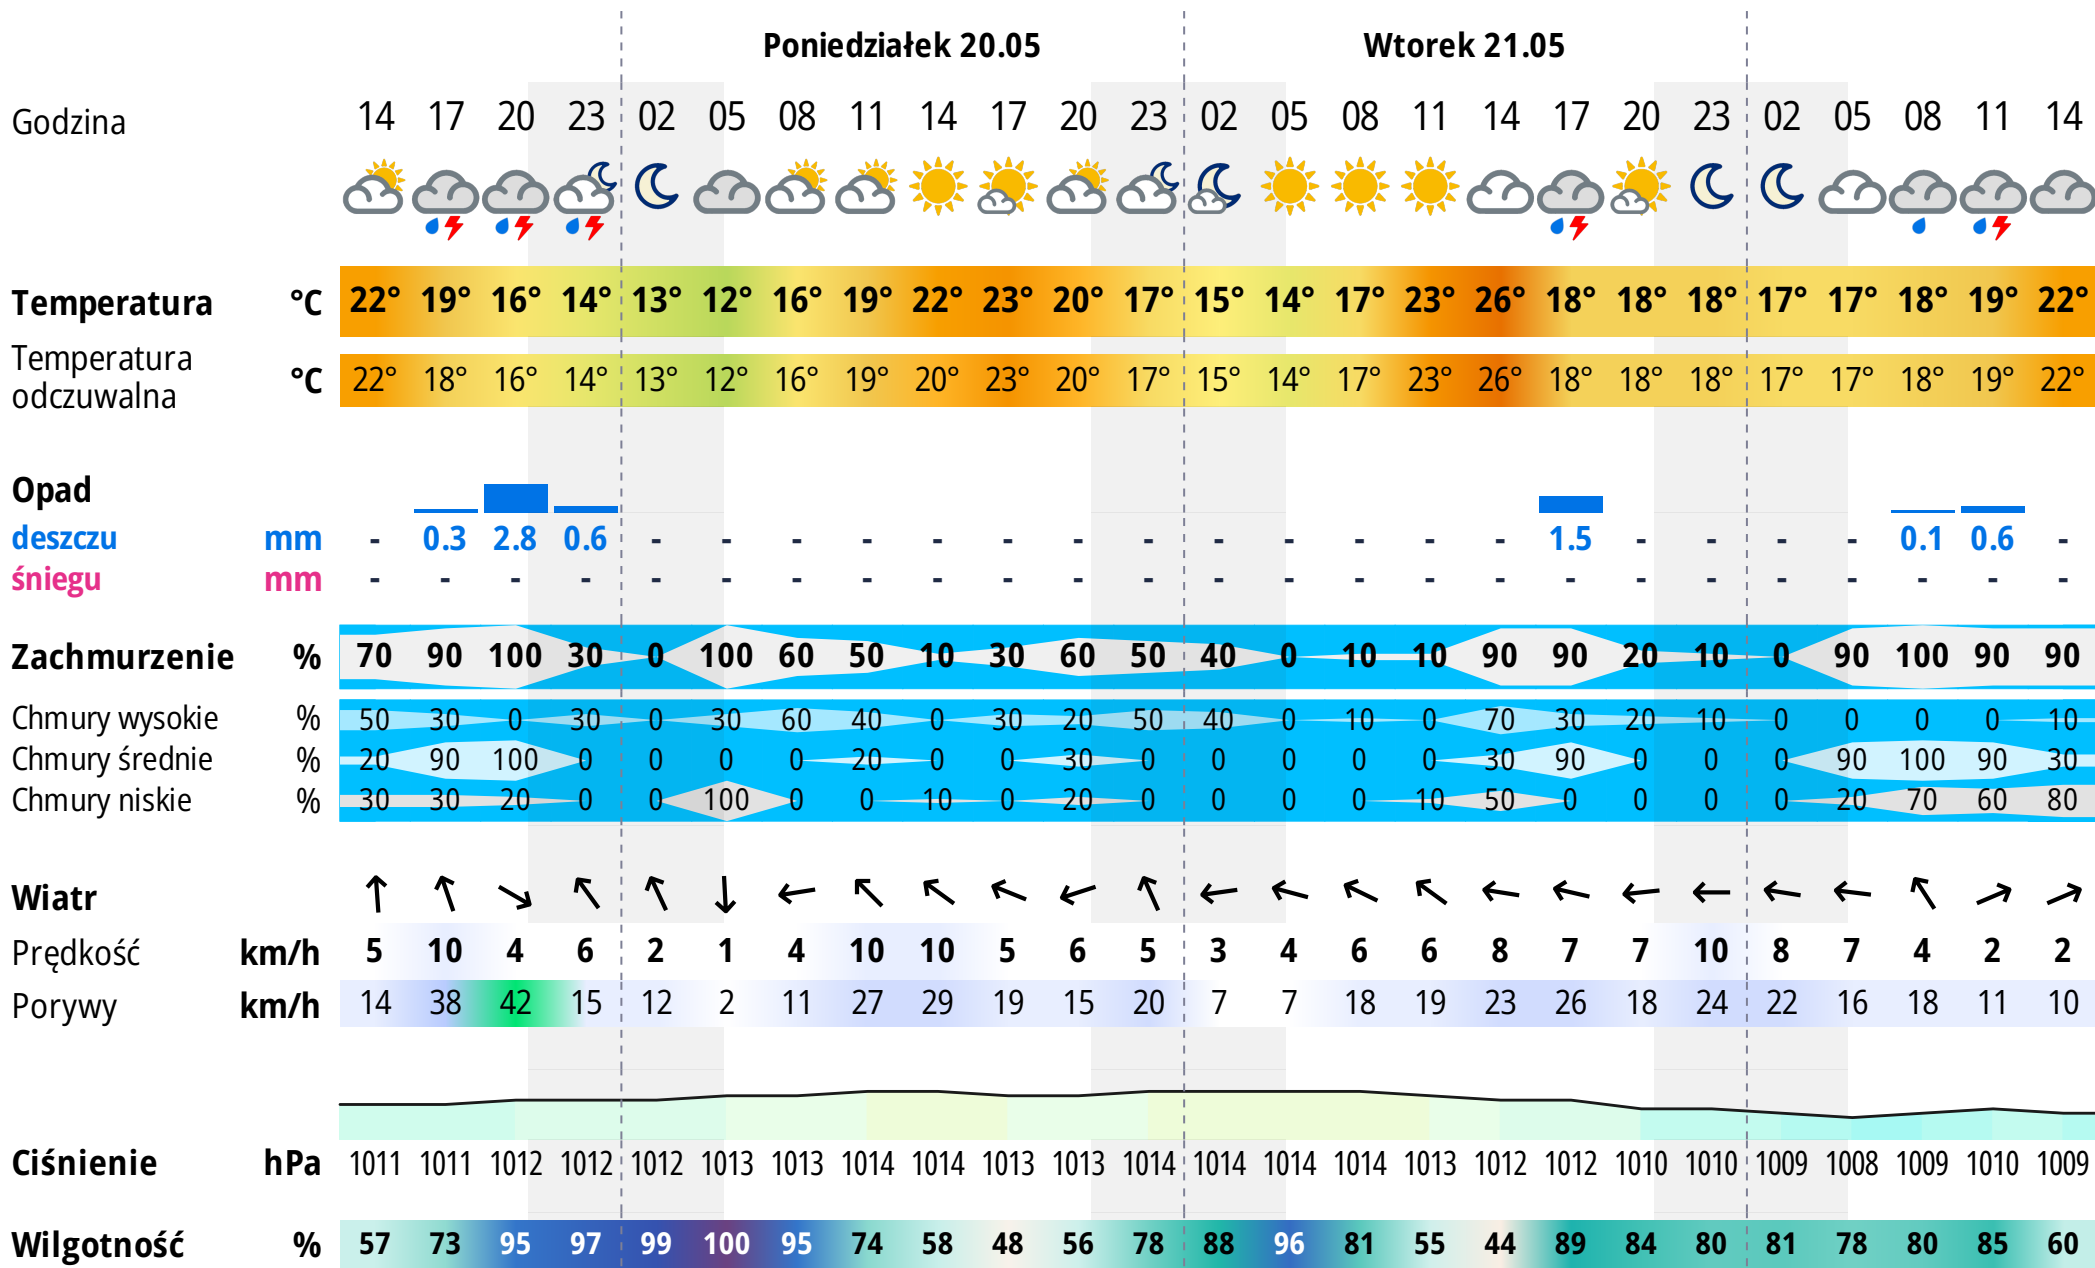 Poniedziałek 20.05 Wtorek 21.05
Godzina 14 17 20 23 02 05 08 11 14 17 20 23 02 05 08 11 14 17 20 23 02 05 08 11 14
Temperatura °C 22° 19° 16° 14° 13° 12° 16° 19° 22° 23° 20° 17° 15° 14° 17° 23° 26° 18° 18° 18° 17° 17° 18° 19° 22°
Temperatura
odczuwalna °C 22° 18° 16° 14° 13° 12° 16° 19° 20° 23° 20° 17° 15° 14° 17° 23° 26° 18° 18° 18° 17° 17° 18° 19° 22°
Opad
deszczu mm - 0.3 2.8 0.6 - - - - - - - - - - - - - 1.5 - - - - 0.1 0.6 -
śniegu mm - - - - - - - - - - - - - - - - - - - - - - - - -
Zachmurzenie % 70 90 100 30 0 100 60 50 10 30 60 50 40 0 10 10 90 90 20 10 0 90 100 90 90
Chmury wysokie % 50 30 0 30 0 30 60 40 0 30 20 50 40 0 10 0 70 30 20 10 0 0 0 0 10
Chmury średnie % 20 90 100 0 0 0 0 20 0 0 30 0 0 0 0 0 30 90 0 0 0 90 100 90 30
Chmury niskie % 30 30 20 0 0 100 0 0 10 0 20 0 0 0 0 10 50 0 0 0 0 20 70 60 80
Wiatr
Prędkość km/h 5 10 4 6 2 1 4 10 10 5 6 5 3 4 6 6 8 7 7 10 8 7 4 2 2
Porywy km/h 14 38 42 15 12 2 11 27 29 19 15 20 7 7 18 19 23 26 18 24 22 16 18 11 10
Ciśnienie hPa 1011 1011 1012 1012 1012 1013 1013 1014 1014 1013 1013 1014 1014 1014 1014 1013 1012 1012 1010 1010 1009 1008 1009 1010 1009
Wilgotność % 57 73 95 97 99 100 95 74 58 48 56 78 88 96 81 55 44 89 84 80 81 78 80 85 60